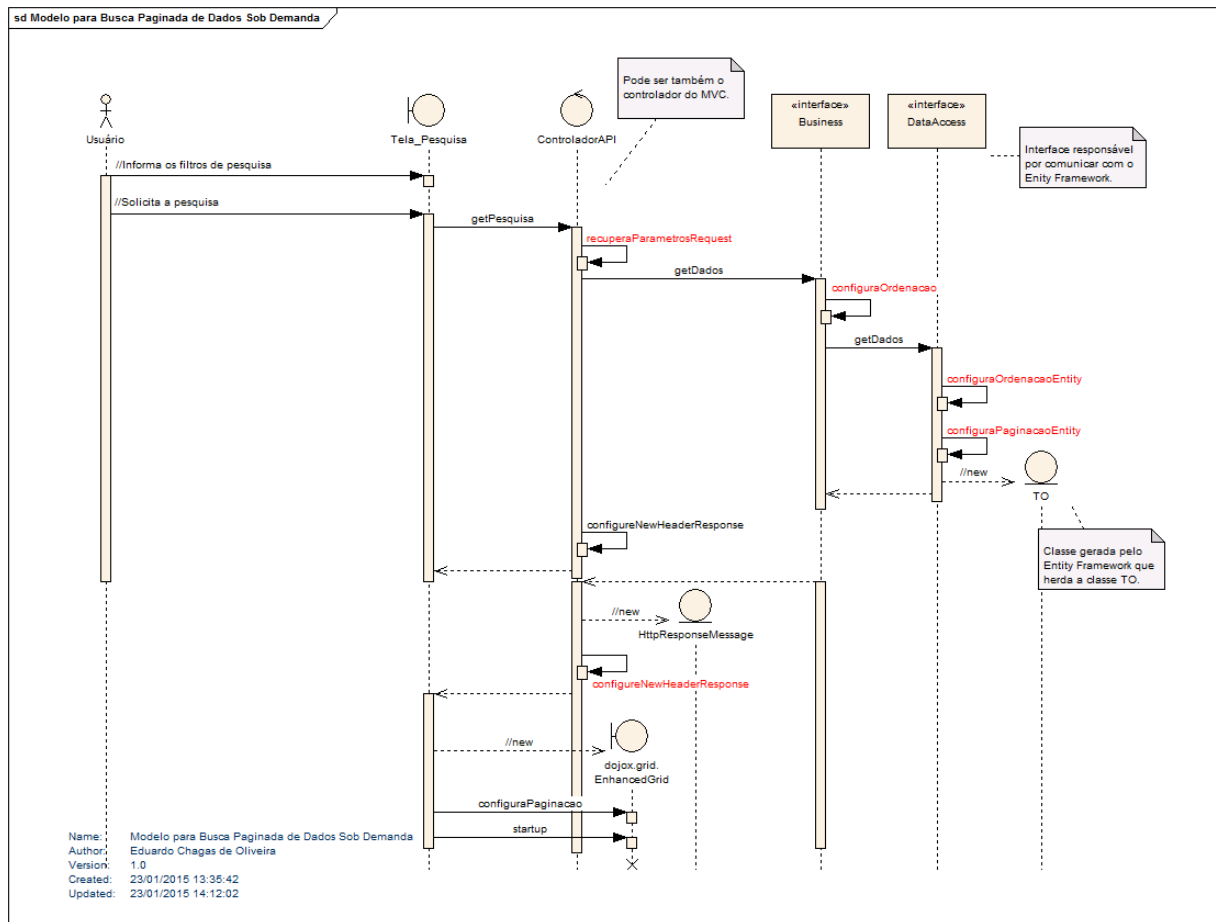 sd Modelo para Busca Paginada de Dados Sob Demanda
Pode ser também o
controlador do MVC.
«interface»
Business
«interface»
DataAccess
Usuário
Tela_Pesquisa
ControladorAPI
Interface responsável
por comunicar com o
Enity Framework.
//Informa os filtros de pesquisa
//Solicita a pesquisa
getPesquisa
recuperaParametrosRequest
getDados
configuraOrdenacao
getDados
configuraOrdenacaoEntity
configuraPaginacaoEntity
//new
TO
configureNewHeaderResponse
Classe gerada pelo
Entity Framework que
herda a classe TO.
//new
HttpResponseMessage
configureNewHeaderResponse
//new
dojox.grid.
EnhancedGrid
configuraPaginacao
startup
Name: Modelo para Busca Paginada de Dados Sob Demanda
Author: Eduardo Chagas de Oliveira
Version: 1.0
Created: 23/01/2015 13:35:42
Updated: 23/01/2015 14:12:02